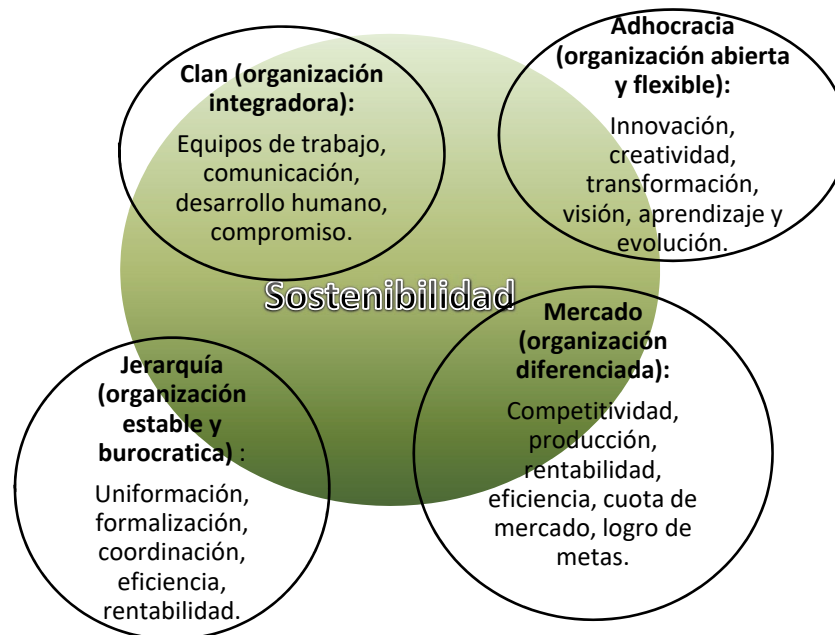 Clan (organización
integradora):
Equipos de trabajo,
comunicación,
desarrollo humano,
compromiso.
Adhocracia
(organización abierta
y flexible):
Innovación,
creatividad,
transformación,
visión, aprendizaje y
evolución.
Sostenibilidad
Jerarquía
(organización
estable y
burocratica) :
Uniformación,
formalización,
coordinación,
eficiencia,
rentabilidad.
Mercado
(organización
diferenciada):
Competitividad,
producción,
rentabilidad,
eficiencia, cuota de
mercado, logro de
metas.